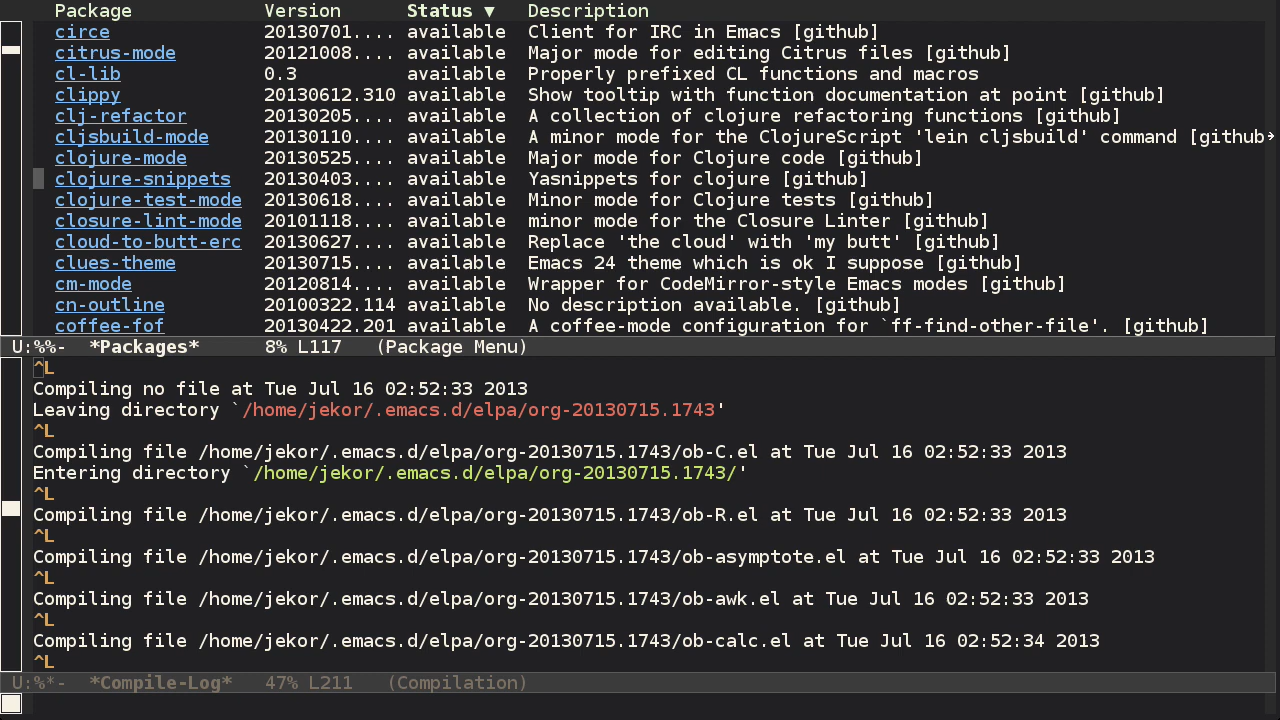 Package Version Status ▼ Description
circe 20130701.... available Client for IRC in Emacs [github]
citrus-mode 20121008.... available Major mode for editing Citrus files [github]
cl-lib 0.3 available Properly prefixed CL functions and macros
clippy 20130612.310 available Show tooltip with function documentation at point [github]
clj-refactor 20130205.... available A collection of clojure refactoring functions [github]
cljsbuild-mode 20130110.... available A minor mode for the ClojureScript 'lein cljsbuild' command [github→
clojure-mode 20130525.... available Major mode for Clojure code [github]
clojure-snippets 20130403.... available Yasnippets for clojure [github]
clojure-test-mode 20130618.... available Minor mode for Clojure tests [github]
closure-lint-mode 20101118.... available minor mode for the Closure Linter [github]
cloud-to-butt-erc 20130627.... available Replace 'the cloud' with 'my butt' [github]
clues-theme 20130715.... available Emacs 24 theme which is ok I suppose [github]
cm-mode 20120814.... available Wrapper for CodeMirror-style Emacs modes [github]
cn-outline 20100322.114 available No description available. [github]
coffee-fof 20130422.201 available A coffee-mode configuration for `ff-find-other-file'. [github]
U:%%- *Packages* 8% L117 (Package Menu)
^L
Compiling no file at Tue Jul 16 02:52:33 2013
Leaving directory `/home/jekor/.emacs.d/elpa/org-20130715.1743'
^L
Compiling file /home/jekor/.emacs.d/elpa/org-20130715.1743/ob-C.el at Tue Jul 16 02:52:33 2013
Entering directory `/home/jekor/.emacs.d/elpa/org-20130715.1743/'
^L
Compiling file /home/jekor/.emacs.d/elpa/org-20130715.1743/ob-R.el at Tue Jul 16 02:52:33 2013
^L
Compiling file /home/jekor/.emacs.d/elpa/org-20130715.1743/ob-asymptote.el at Tue Jul 16 02:52:33 2013
^L
Compiling file /home/jekor/.emacs.d/elpa/org-20130715.1743/ob-awk.el at Tue Jul 16 02:52:33 2013
^L
Compiling file /home/jekor/.emacs.d/elpa/org-20130715.1743/ob-calc.el at Tue Jul 16 02:52:34 2013
^L
U:%*- *Compile-Log* 47% L211 (Compilation)